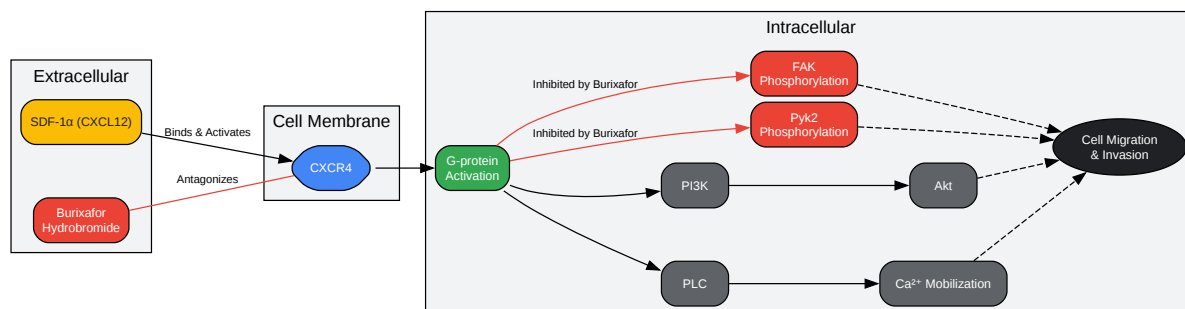 Extracellular
SDF-1α (CXCL12)
Burixafor
Hydrobromide
Binds & Activates
Antagonizes
Cell Membrane
CXCR4
Intracellular
G-protein
Activation
Inhibited by Burixafor
Inhibited by Burixafor
FAK
Phosphorylation
Pyk2
Phosphorylation
PI3K
Akt
PLC
Ca²⁺ Mobilization
Cell Migration
& Invasion